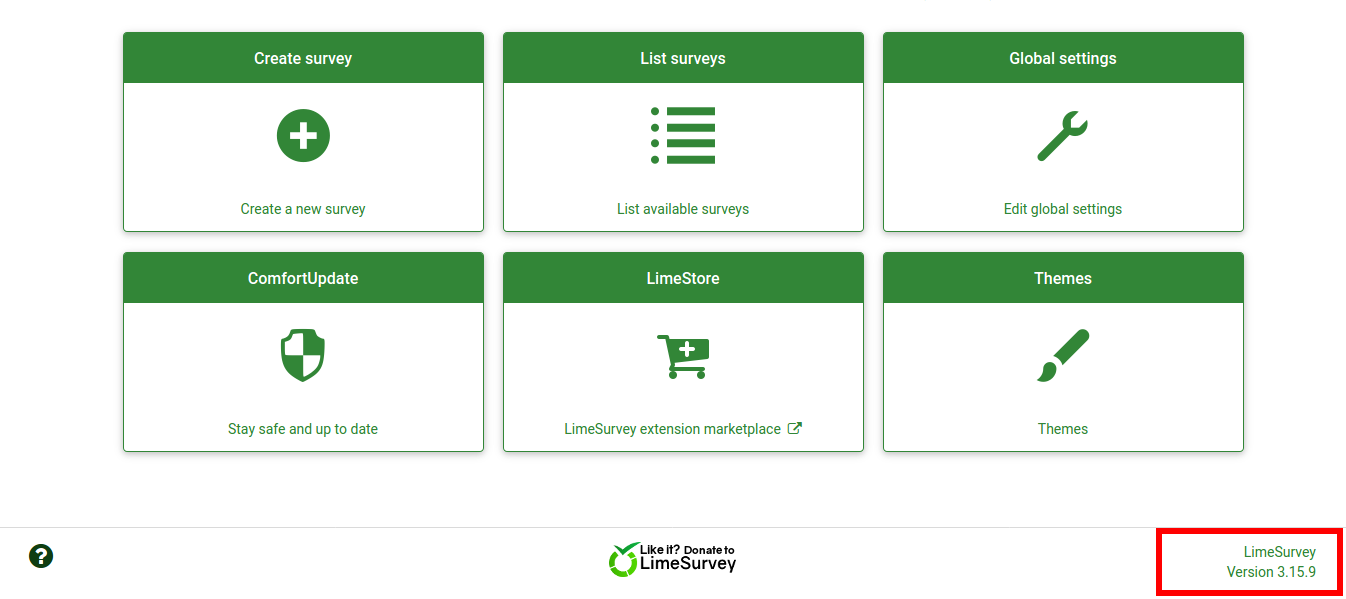 Create survey
List surveys
Global settings
Create a new survey
List available surveys
Edit global settings
ComfortUpdate
LimeStore
Themes
Stay safe and up to date
LimeSurvey extension marketplace
Themes
?
Like it? Donate to
LimeSurvey
LimeSurvey
Version 3.15.9